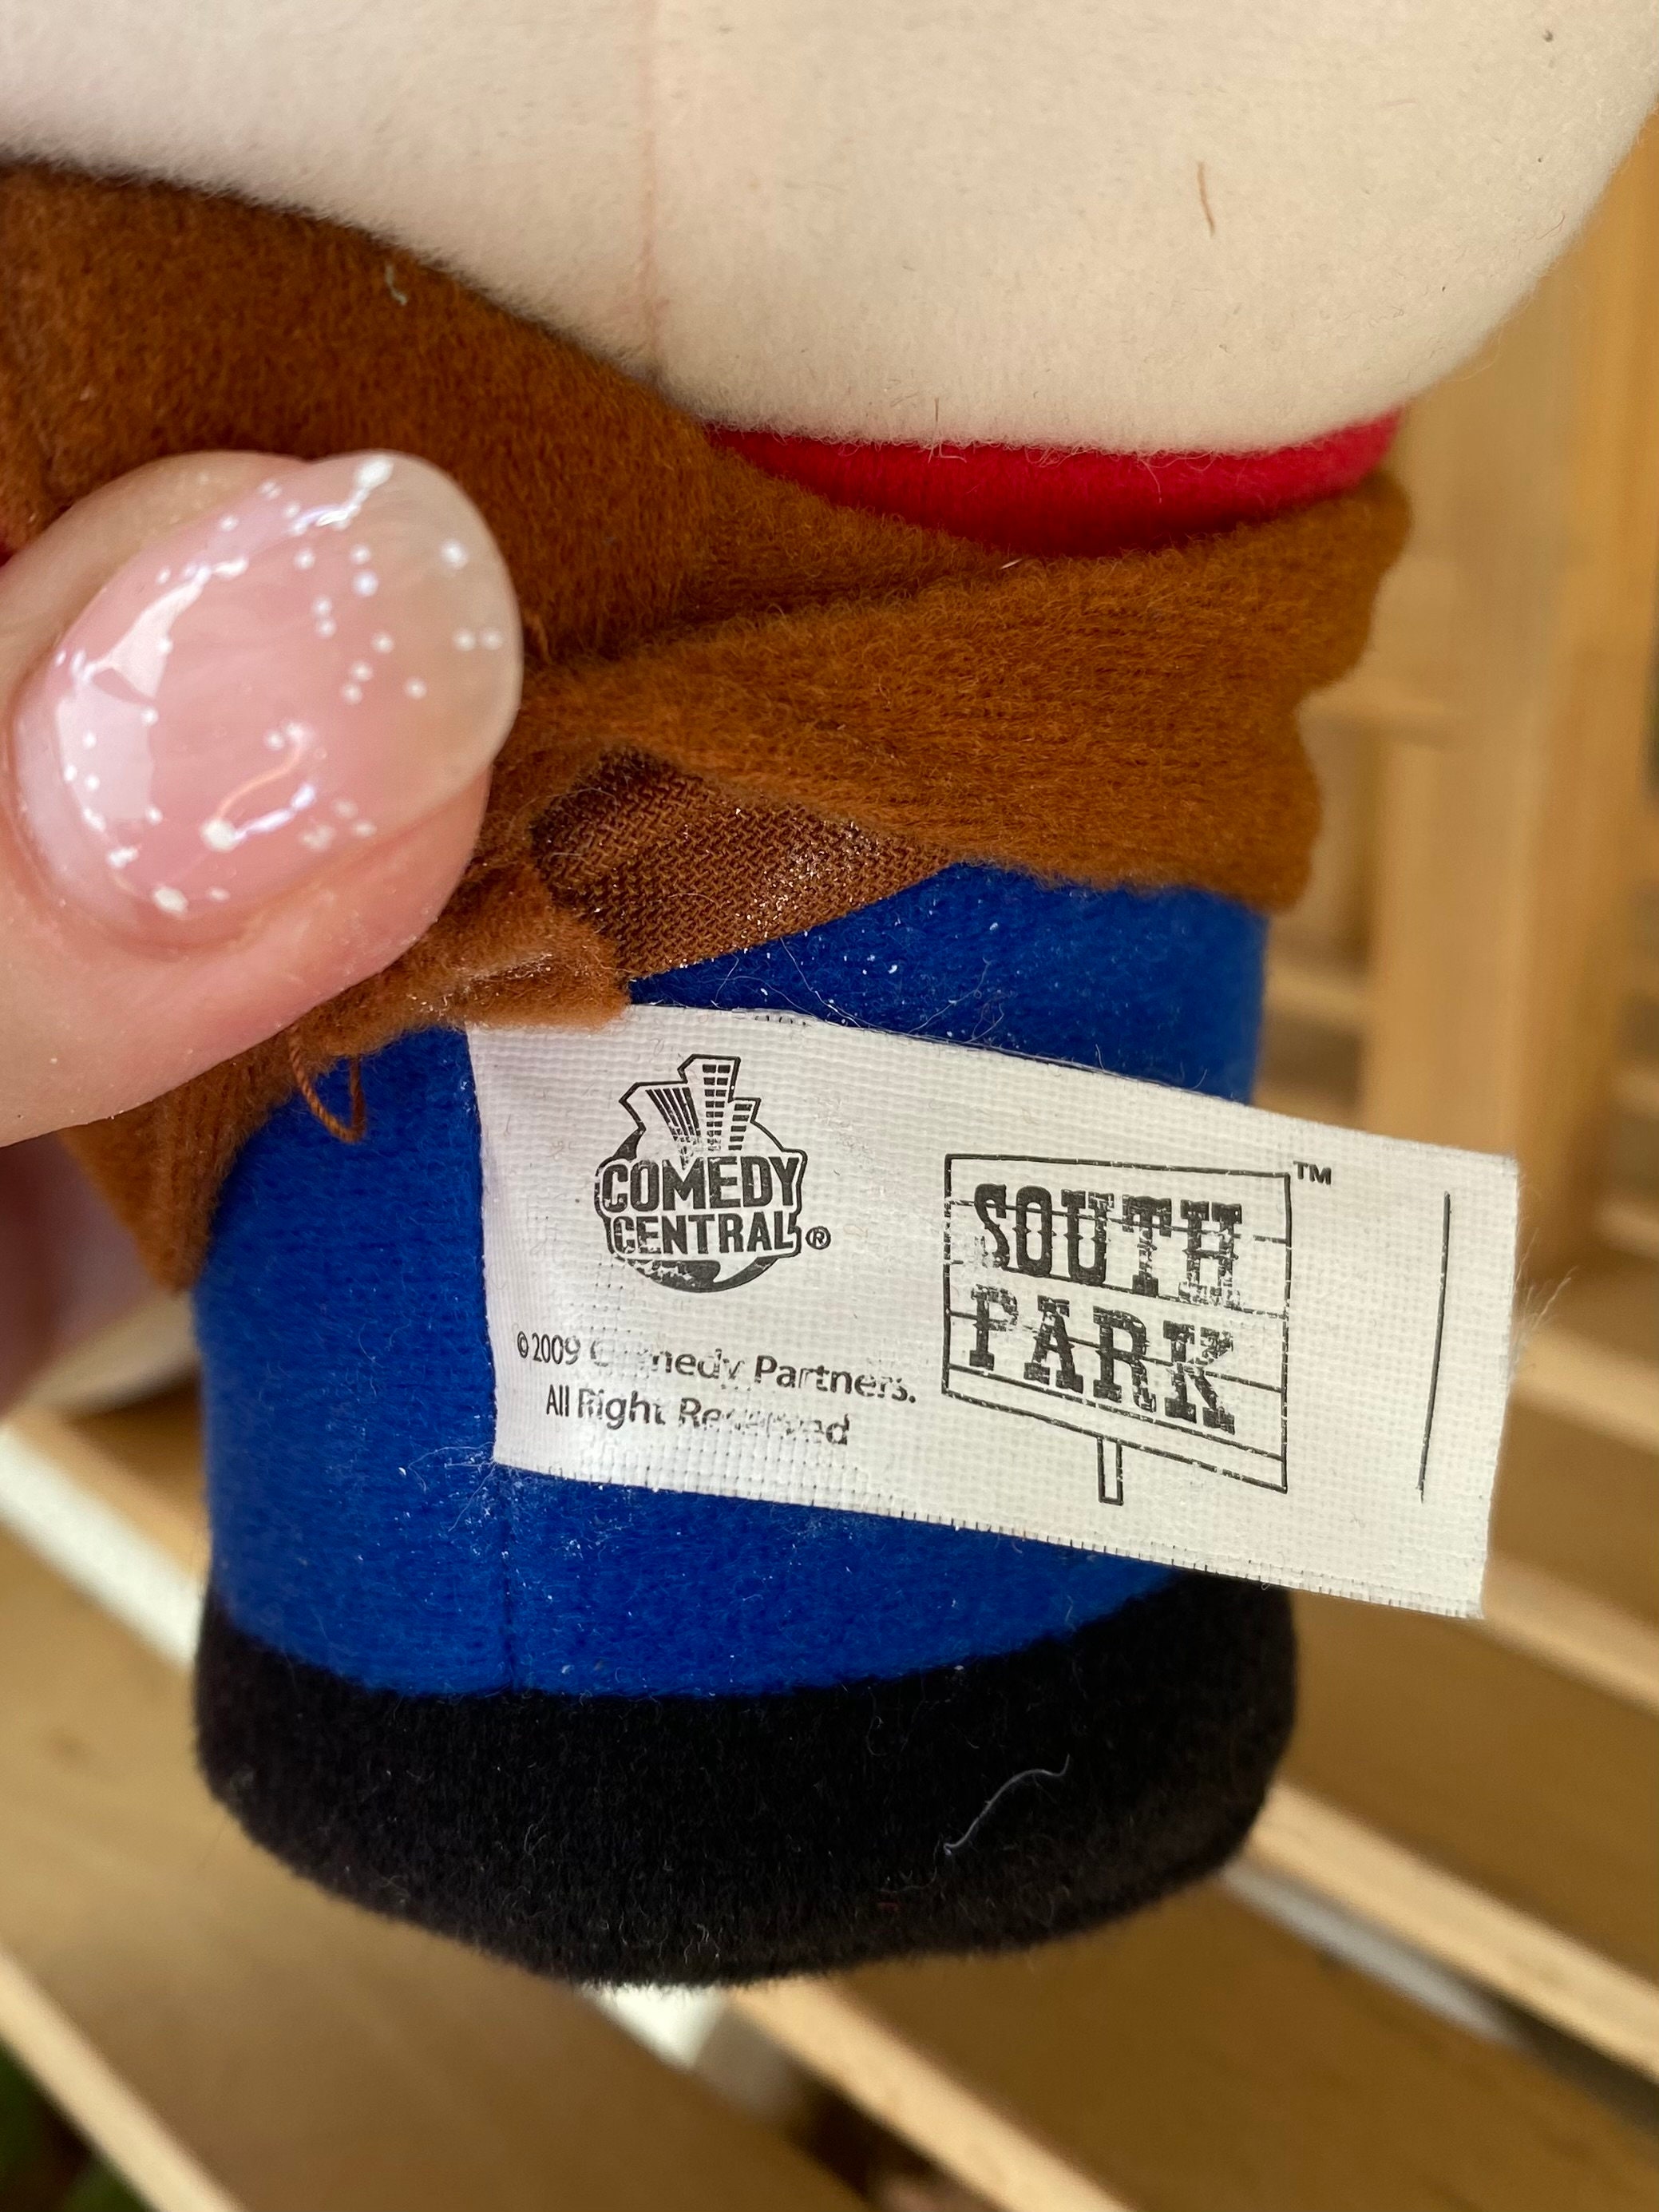 COMEDY
CENTRAL®
©2009 Comedy Partners.
All Right Reserved
SOUTH
PARK
™